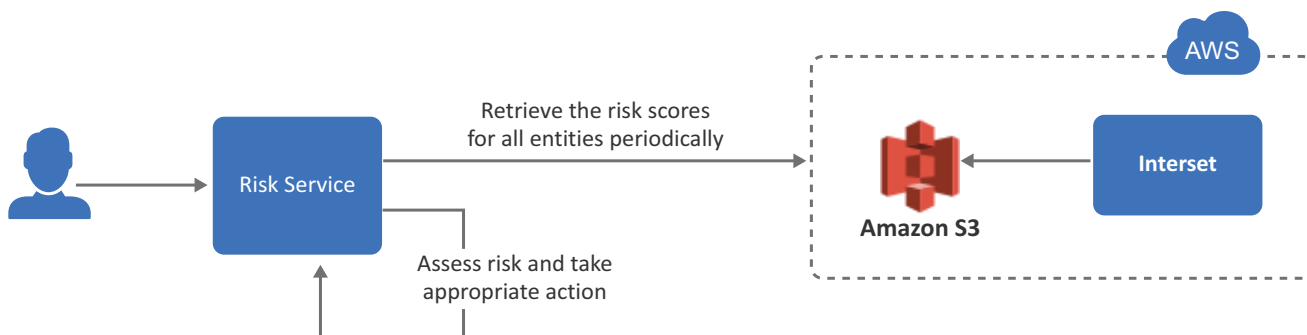 AWS
Retrieve the risk scores
for all entities periodically
Risk Service
Interset
Amazon S3
Assess risk and take
appropriate action